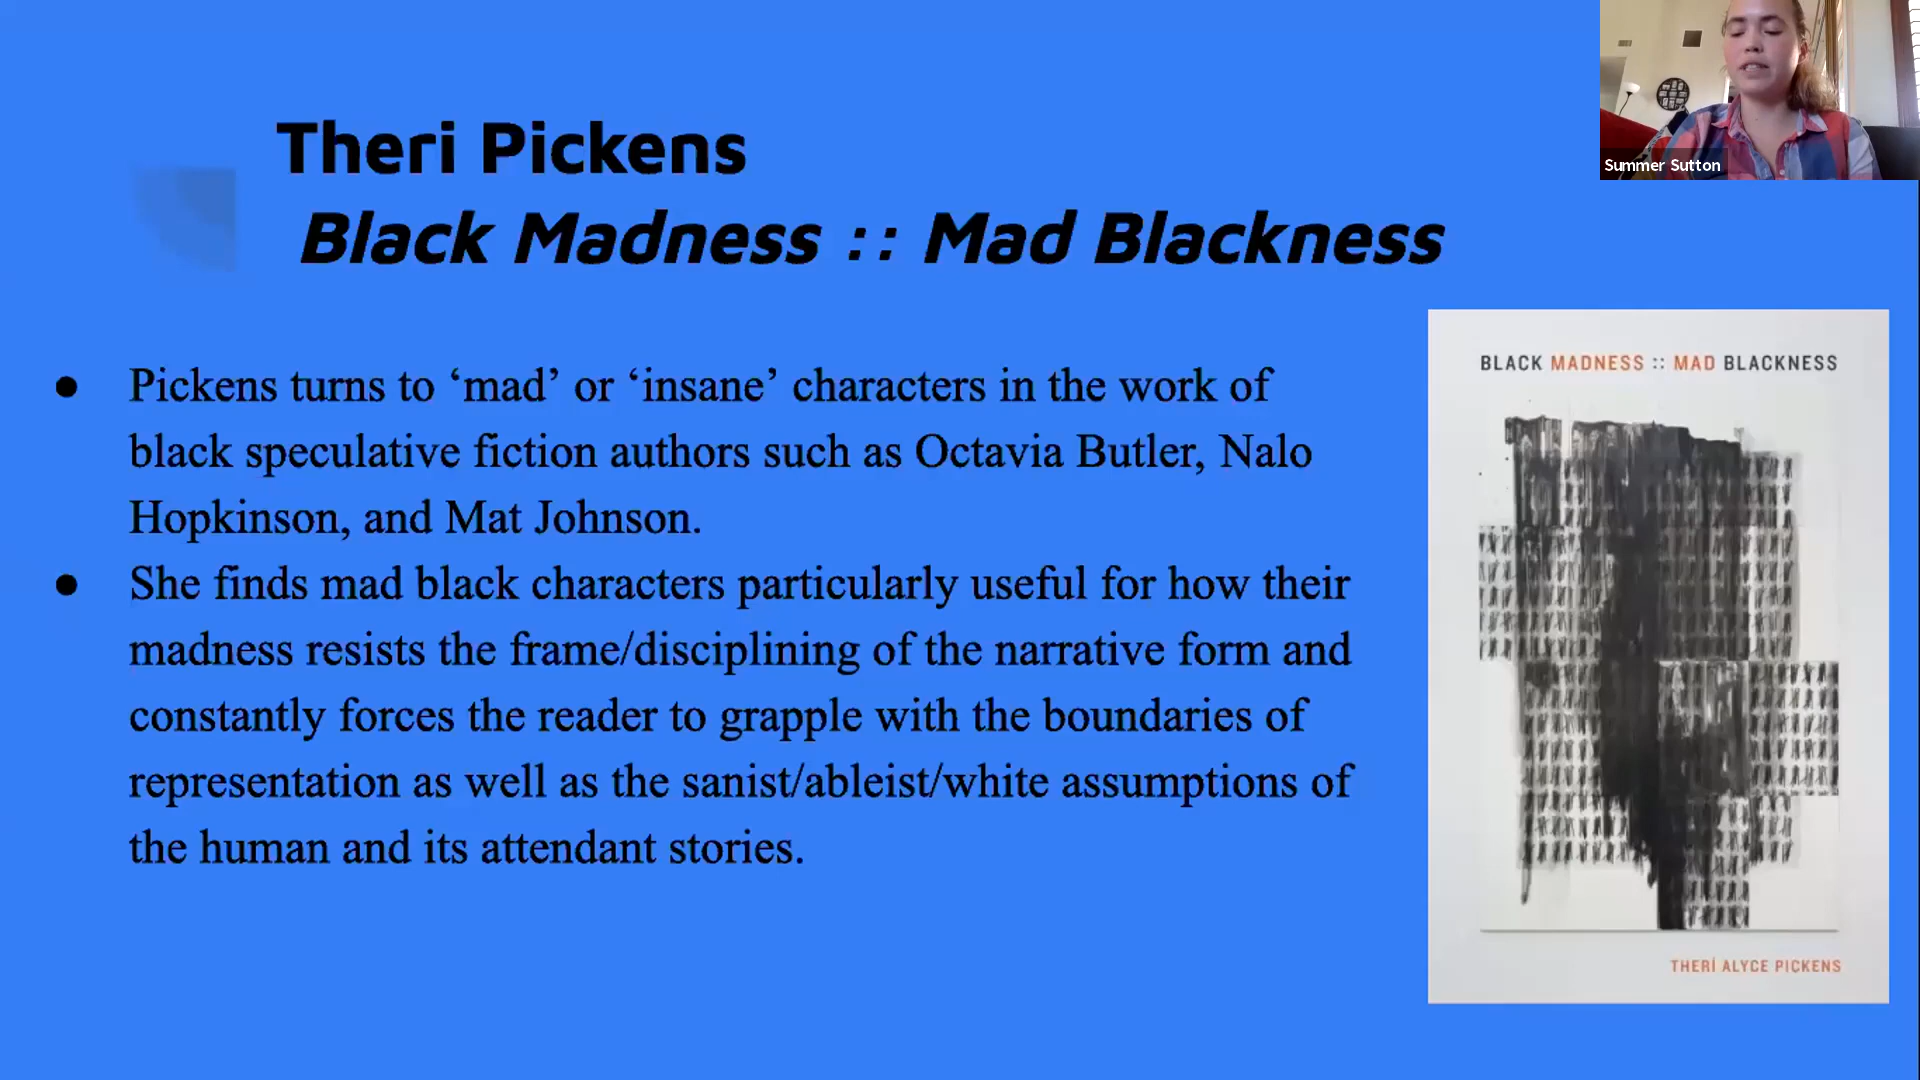 Summer Sutton
Theri Pickens
Black Madness :: Mad Blackness
● Pickens turns to ‘mad’ or ‘insane’ characters in the work of
black speculative fiction authors such as Octavia Butler, Nalo
Hopkinson, and Mat Johnson.
● She finds mad black characters particularly useful for how their
madness resists the frame/disciplining of the narrative form and
constantly forces the reader to grapple with the boundaries of
representation as well as the sanist/ableist/white assumptions of
the human and its attendant stories.
BLACK MADNESS :: MAD BLACKNESS
THERÍ ALYCE PICKENS